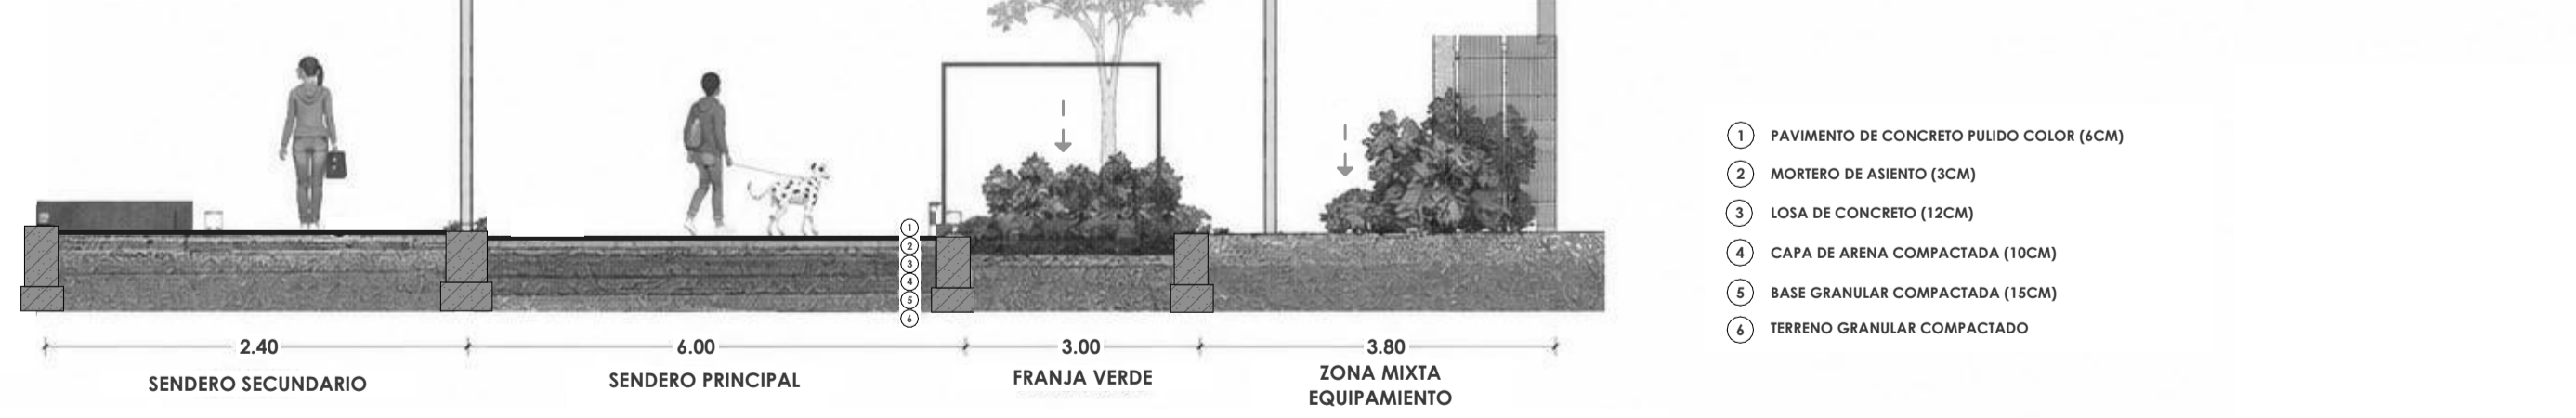 1 PAVIMENTO DE CONCRETO PULIDO COLOR (6CM)
2 MORTERO DE ASIENTO (3CM)
3 LOSA DE CONCRETO (12CM)
4 CAPA DE ARENA COMPACTADA (10CM)
5 BASE GRANULAR COMPACTADA (15CM)
6 TERRENO GRANULAR COMPACTADO
1
2
3
4
5
6
2.40 6.00 3.00 3.80
SENDERO SECUNDARIO
SENDERO PRINCIPAL
FRANJA VERDE
ZONA MIXTA
EQUIPAMIENTO